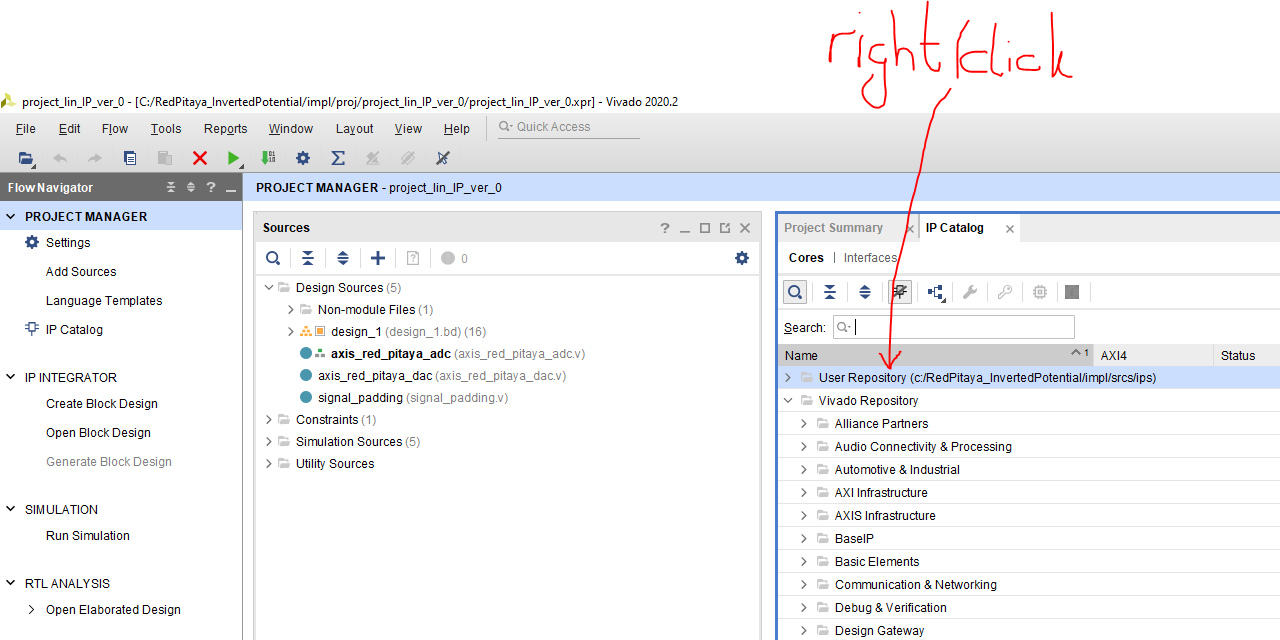 right click
project_lin_IP_ver_0 - [C:/RedPitaya_InvertedPotential/impl/proj/project_lin_IP_ver_0/project_lin_IP_ver_0.xpr] - Vivado 2020.2
File Edit Flow Tools Reports Window Layout View Help Quick Access
Flow Navigator
PROJECT MANAGER
Settings
Add Sources
Language Templates
IP Catalog
IP INTEGRATOR
Create Block Design
Open Block Design
Generate Block Design
SIMULATION
Run Simulation
RTL ANALYSIS
Open Elaborated Design
PROJECT MANAGER - project_lin_IP_ver_0
Sources
0
Design Sources (5)
Non-module Files (1)
design_1 (design_1.bd) (16)
axis_red_pitaya_adc (axis_red_pitaya_adc.v)
axis_red_pitaya_dac (axis_red_pitaya_dac.v)
signal_padding (signal_padding.v)
Constraints (1)
Simulation Sources (5)
Utility Sources
Project Summary IP Catalog
Cores | Interfaces
Search:
Name 1 AXI4 Status
User Repository (c:/RedPitaya_InvertedPotential/impl/srcs/ips)
Vivado Repository
Alliance Partners
Audio Connectivity & Processing
Automotive & Industrial
AXI Infrastructure
AXIS Infrastructure
BaseIP
Basic Elements
Communication & Networking
Debug & Verification
Design Gateway